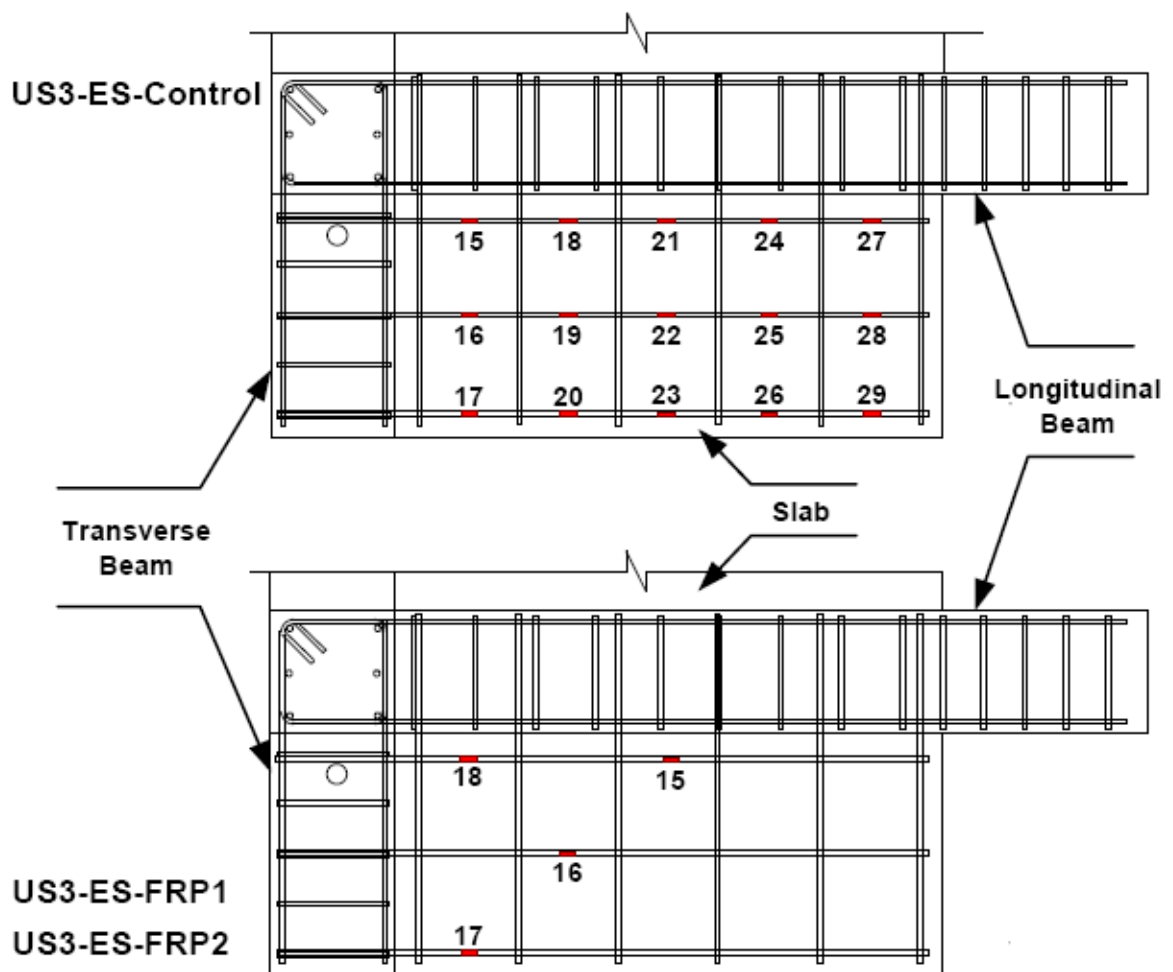 US3-ES-Control
15 18 21 24 27
16 19 22 25 28
17 20 23 26 29
Longitudinal
Beam
Transverse
Beam
Slab
18 15
16
US3-ES-FRP1
17
US3-ES-FRP2